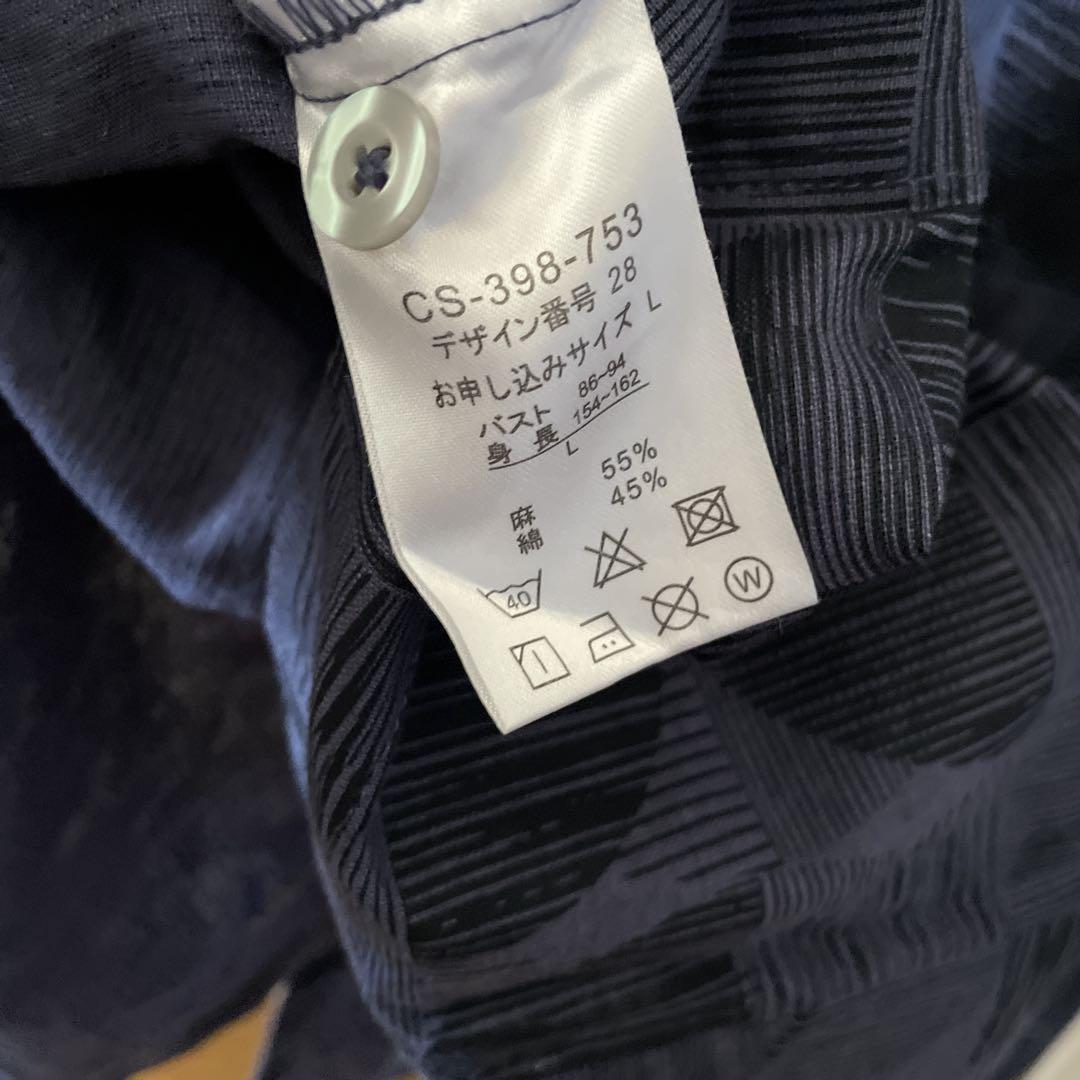 CS-398-753
デザイン番号 28
お申し込みサイズ L
バスト 86~94
身長 154~162
L
麻 55%
綿 45%
40
W